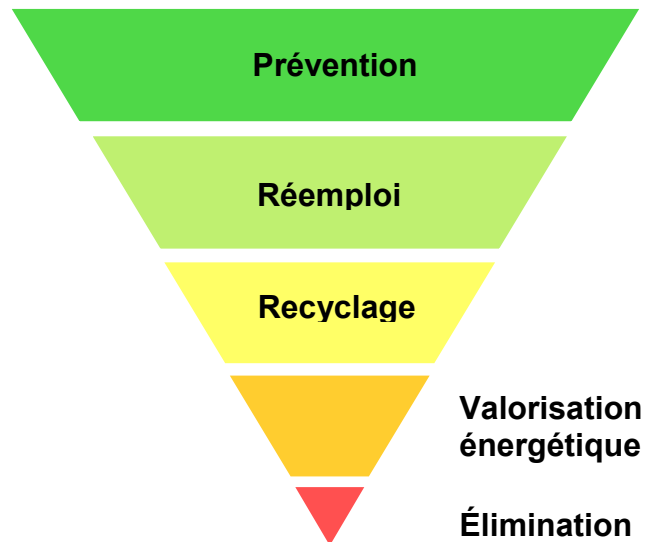 Prévention
Réemploi
Recyclage
Valorisation
énergétique
Élimination